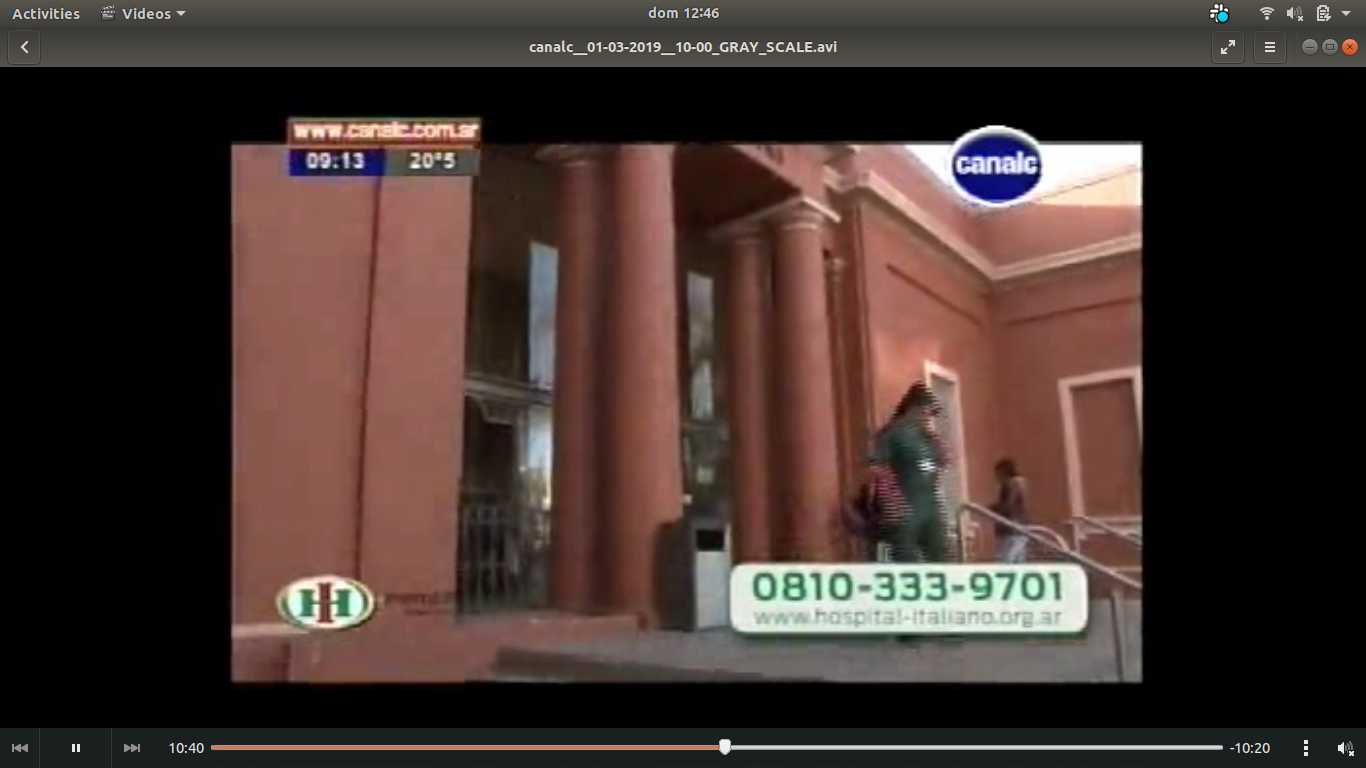 Activities
Videos
dom 12:46
canalc__01-03-2019__10-00_GRAY_SCALE.avi
www.canalc.com.ar
09:13 20°5
canalc
HI
0810-333-9701
www.hospital-italiano.org.ar
10:40
-10:20